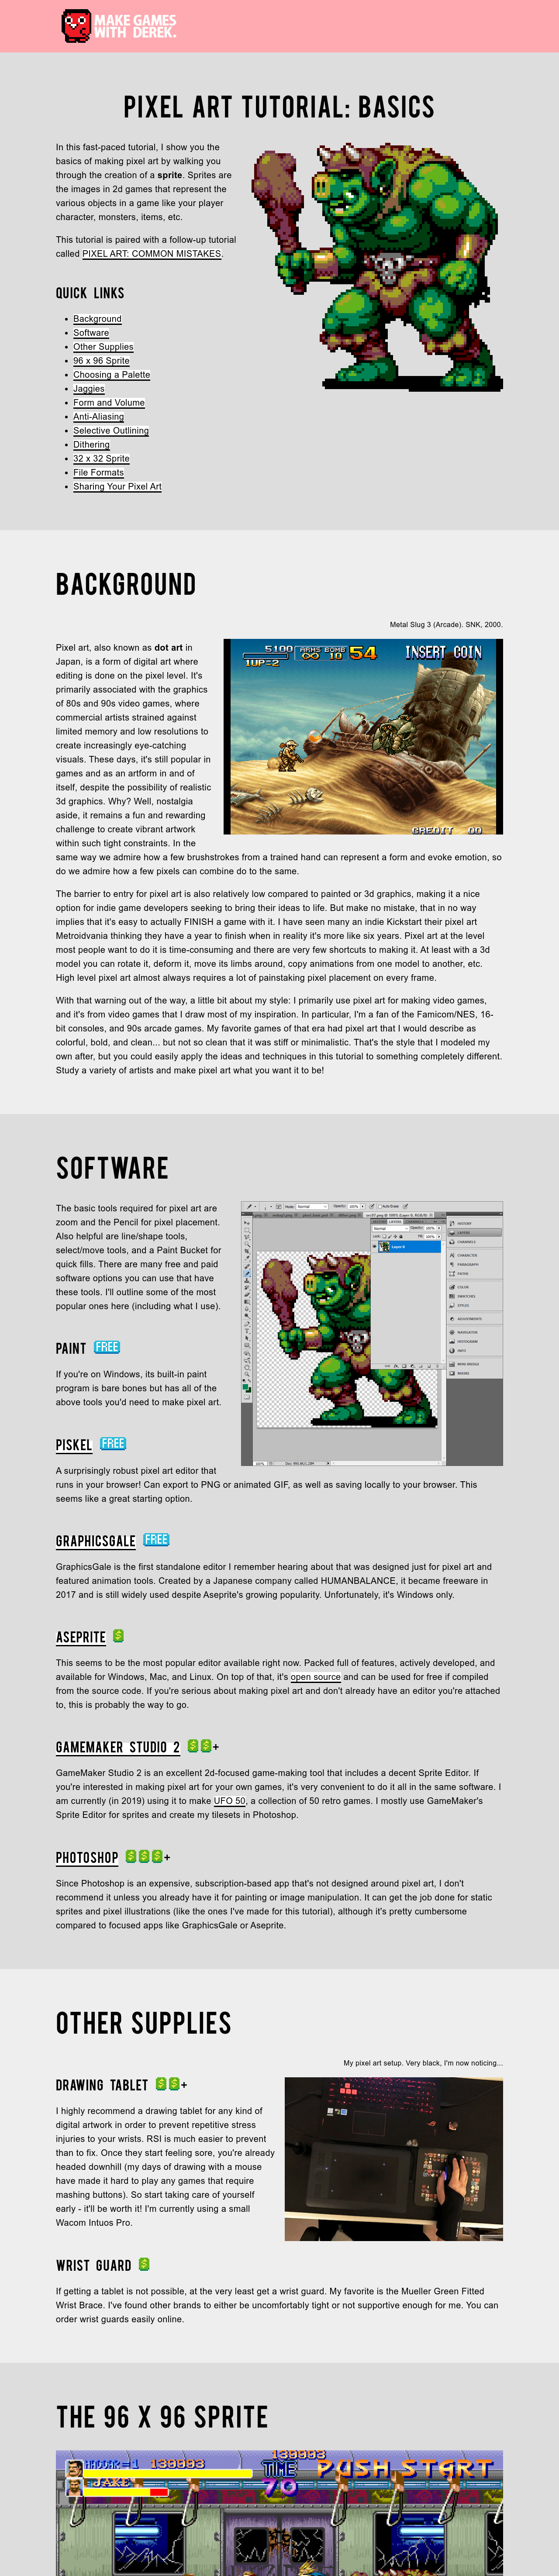 MAKE GAMES
WITH DEREK.
PIXEL ART TUTORIAL: BASICS
In this fast-paced tutorial, I show you the
basics of making pixel art by walking you
through the creation of a sprite. Sprites are
the images in 2d games that represent the
various objects in a game like your player
character, monsters, items, etc.
This tutorial is paired with a follow-up tutorial
called PIXEL ART: COMMON MISTAKES.
QUICK LINKS
• Background
• Software
• Other Supplies
• 96 x 96 Sprite
• Choosing a Palette
• Jaggies
• Form and Volume
• Anti-Aliasing
• Selective Outlining
• Dithering
• 32 x 32 Sprite
• File Formats
• Sharing Your Pixel Art
BACKGROUND
Metal Slug 3 (Arcade). SNK, 2000.
5100 ARMS BOMB 54 INSERT COIN
1UP=2 ∞ 10
CREDIT 00
Pixel art, also known as dot art in
Japan, is a form of digital art where
editing is done on the pixel level. It's
primarily associated with the graphics
of 80s and 90s video games, where
commercial artists strained against
limited memory and low resolutions to
create increasingly eye-catching
visuals. These days, it's still popular in
games and as an artform in and of
itself, despite the possibility of realistic
3d graphics. Why? Well, nostalgia
aside, it remains a fun and rewarding
challenge to create vibrant artwork
within such tight constraints. In the
same way we admire how a few brushstrokes from a trained hand can represent a form and evoke emotion, so
do we admire how a few pixels can combine do to the same.
The barrier to entry for pixel art is also relatively low compared to painted or 3d graphics, making it a nice
option for indie game developers seeking to bring their ideas to life. But make no mistake, that in no way
implies that it's easy to actually FINISH a game with it. I have seen many an indie Kickstart their pixel art
Metroidvania thinking they have a year to finish when in reality it's more like six years. Pixel art at the level
most people want to do it is time-consuming and there are very few shortcuts to making it. At least with a 3d
model you can rotate it, deform it, move its limbs around, copy animations from one model to another, etc.
High level pixel art almost always requires a lot of painstaking pixel placement on every frame.
With that warning out of the way, a little bit about my style: I primarily use pixel art for making video games,
and it's from video games that I draw most of my inspiration. In particular, I'm a fan of the Famicom/NES, 16-
bit consoles, and 90s arcade games. My favorite games of that era had pixel art that I would describe as
colorful, bold, and clean... but not so clean that it was stiff or minimalistic. That's the style that I modeled my
own after, but you could easily apply the ideas and techniques in this tutorial to something completely different.
Study a variety of artists and make pixel art what you want it to be!
SOFTWARE
The basic tools required for pixel art are
zoom and the Pencil for pixel placement.
Also helpful are line/shape tools,
select/move tools, and a Paint Bucket for
quick fills. There are many free and paid
software options you can use that have
these tools. I'll outline some of the most
popular ones here (including what I use).
HISTORY
LAYERS
CHANNELS
CHARACTER
PARAGRAPH
PATHS
COLOR
SWATCHES
STYLES
ADJUSTMENTS
NAVIGATOR
HISTOGRAM
INFO
PAINT FREE
If you're on Windows, its built-in paint
program is bare bones but has all of the
above tools you'd need to make pixel art.
PISKEL FREE
A surprisingly robust pixel art editor that
runs in your browser! Can export to PNG or animated GIF, as well as saving locally to your browser. This
seems like a great starting option.
GRAPHICSGALE FREE
GraphicsGale is the first standalone editor I remember hearing about that was designed just for pixel art and
featured animation tools. Created by a Japanese company called HUMANBALANCE, it became freeware in
2017 and is still widely used despite Aseprite's growing popularity. Unfortunately, it's Windows only.
ASEPRITE $
This seems to be the most popular editor available right now. Packed full of features, actively developed, and
available for Windows, Mac, and Linux. On top of that, it's open source and can be used for free if compiled
from the source code. If you're serious about making pixel art and don't already have an editor you're attached
to, this is probably the way to go.
GAMEMAKER STUDIO 2 $$+
GameMaker Studio 2 is an excellent 2d-focused game-making tool that includes a decent Sprite Editor. If
you're interested in making pixel art for your own games, it's very convenient to do it all in the same software. I
am currently (in 2019) using it to make UFO 50, a collection of 50 retro games. I mostly use GameMaker's
Sprite Editor for sprites and create my tilesets in Photoshop.
PHOTOSHOP $$$+
Since Photoshop is an expensive, subscription-based app that's not designed around pixel art, I don't
recommend it unless you already have it for painting or image manipulation. It can get the job done for static
sprites and pixel illustrations (like the ones I've made for this tutorial), although it's pretty cumbersome
compared to focused apps like GraphicsGale or Aseprite.
OTHER SUPPLIES
My pixel art setup. Very black, I'm now noticing...
DRAWING TABLET $$+
I highly recommend a drawing tablet for any kind of
digital artwork in order to prevent repetitive stress
injuries to your wrists. RSI is much easier to prevent
than to fix. Once they start feeling sore, you're already
headed downhill (my days of drawing with a mouse
have made it hard to play any games that require
mashing buttons). So start taking care of yourself
early - it'll be worth it! I'm currently using a small
Wacom Intuos Pro.
WRIST GUARD $
If getting a tablet is not possible, at the very least get a wrist guard. My favorite is the Mueller Green Fitted
Wrist Brace. I've found other brands to either be uncomfortably tight or not supportive enough for me. You can
order wrist guards easily online.
THE 96 X 96 SPRITE
139993
HAGGAR=1 139993 TIME PUSH START
JAKE 70